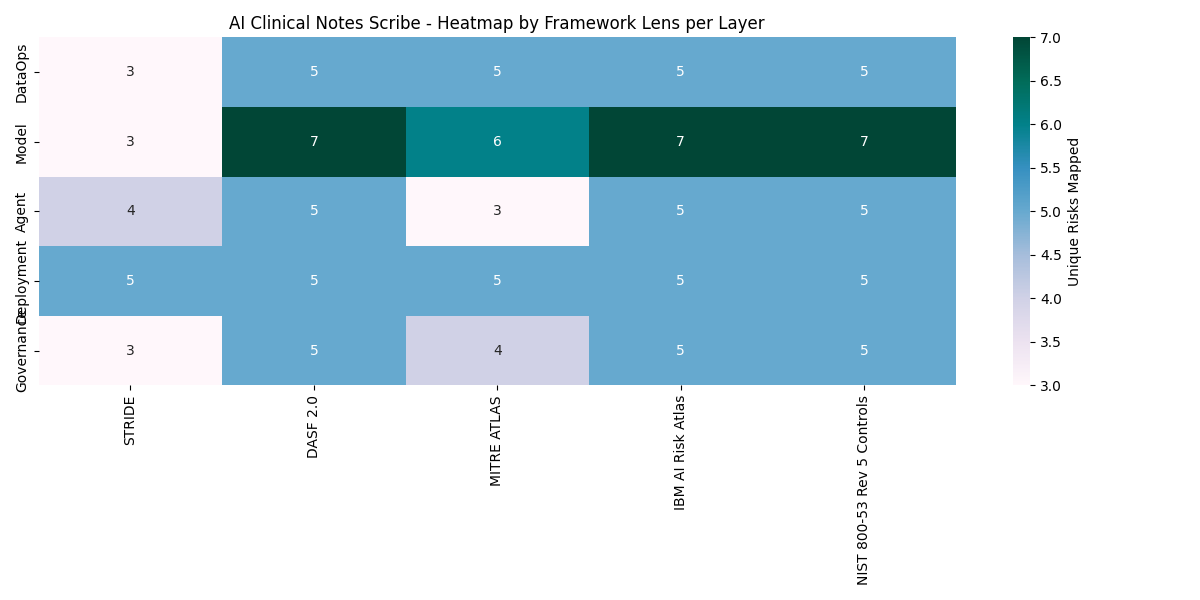 AI Clinical Notes Scribe - Heatmap by Framework Lens per Layer
DataOps 3 5 5 5 5
Model 3 7 6 7 7
Agent 4 5 3 5 5
Deployment 5 5 5 5 5
Governance 3 5 4 5 5
STRIDE
DASF 2.0
MITRE ATLAS
IBM AI Risk Atlas
NIST 800-53 Rev 5 Controls
7.0
6.5
6.0
5.5
5.0
4.5
4.0
3.5
3.0
Unique Risks Mapped